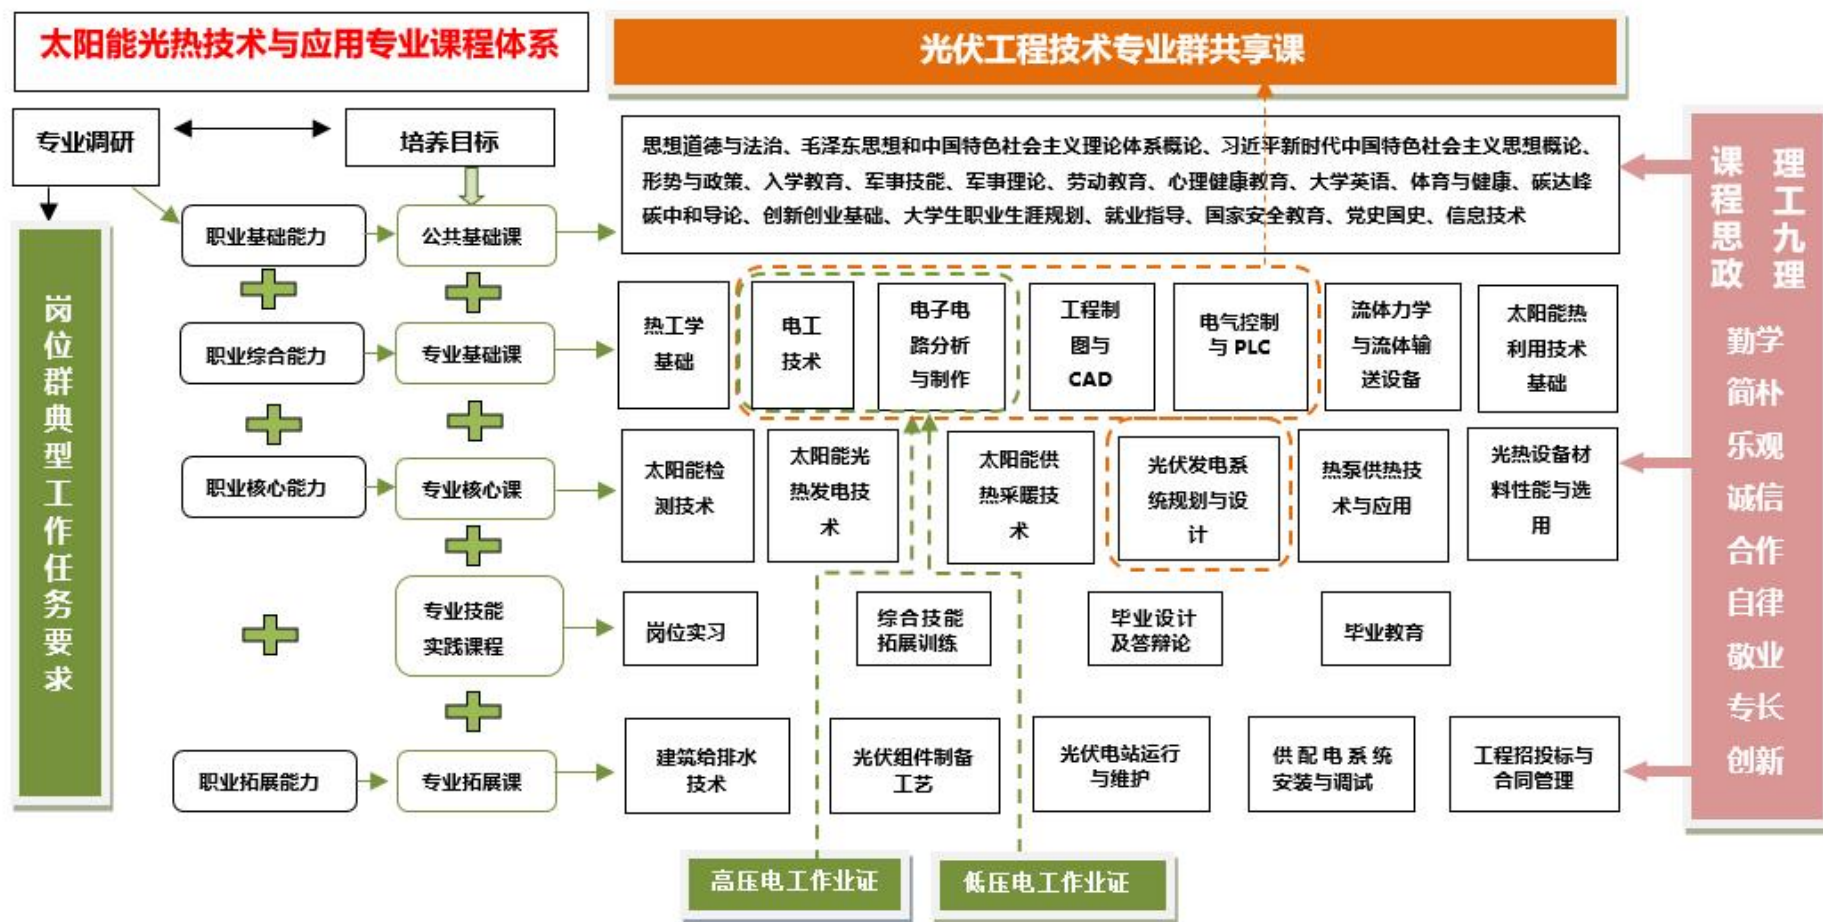 太阳能光热技术与应用专业课程体系
光伏工程技术专业群共享课
专业调研
培养目标
思想道德与法治、毛泽东思想和中国特色社会主义理论体系概论、习近平新时代中国特色社会主义思想概论、
形势与政策、入学教育、军事技能、军事理论、劳动教育、心理健康教育、大学英语、体育与健康、碳达峰
碳中和导论、创新创业基础、大学生职业生涯规划、就业指导、国家安全教育、党史国史、信息技术
职业基础能力
公共基础课
岗位群典型工作任务要求
职业综合能力
专业基础课
热工学
基础
电工
技术
电子电
路分析
与制作
工程制
图与
CAD
电气控制
与 PLC
流体力学
与流体输
送设备
太阳能热
利用技术
基础
职业核心能力
专业核心课
太阳能检
测技术
太阳能光
热发电技
术
太阳能供
热采暖技
术
光伏发电系
统规划与设
计
热泵供热技
术与应用
光热设备材
料性能与选
用
专业技能
实践课程
岗位实习
综合技能
拓展训练
毕业设计
及答辩论
毕业教育
职业拓展能力
专业拓展课
建筑给排水
技术
光伏组件制备
工艺
光伏电站运行
与维护
供配电系统
安装与调试
工程招投标与
合同管理
高压电工作业证
低压电工作业证
课程思政
理工九理
勤学
简朴
乐观
诚信
合作
自律
敬业
专长
创新